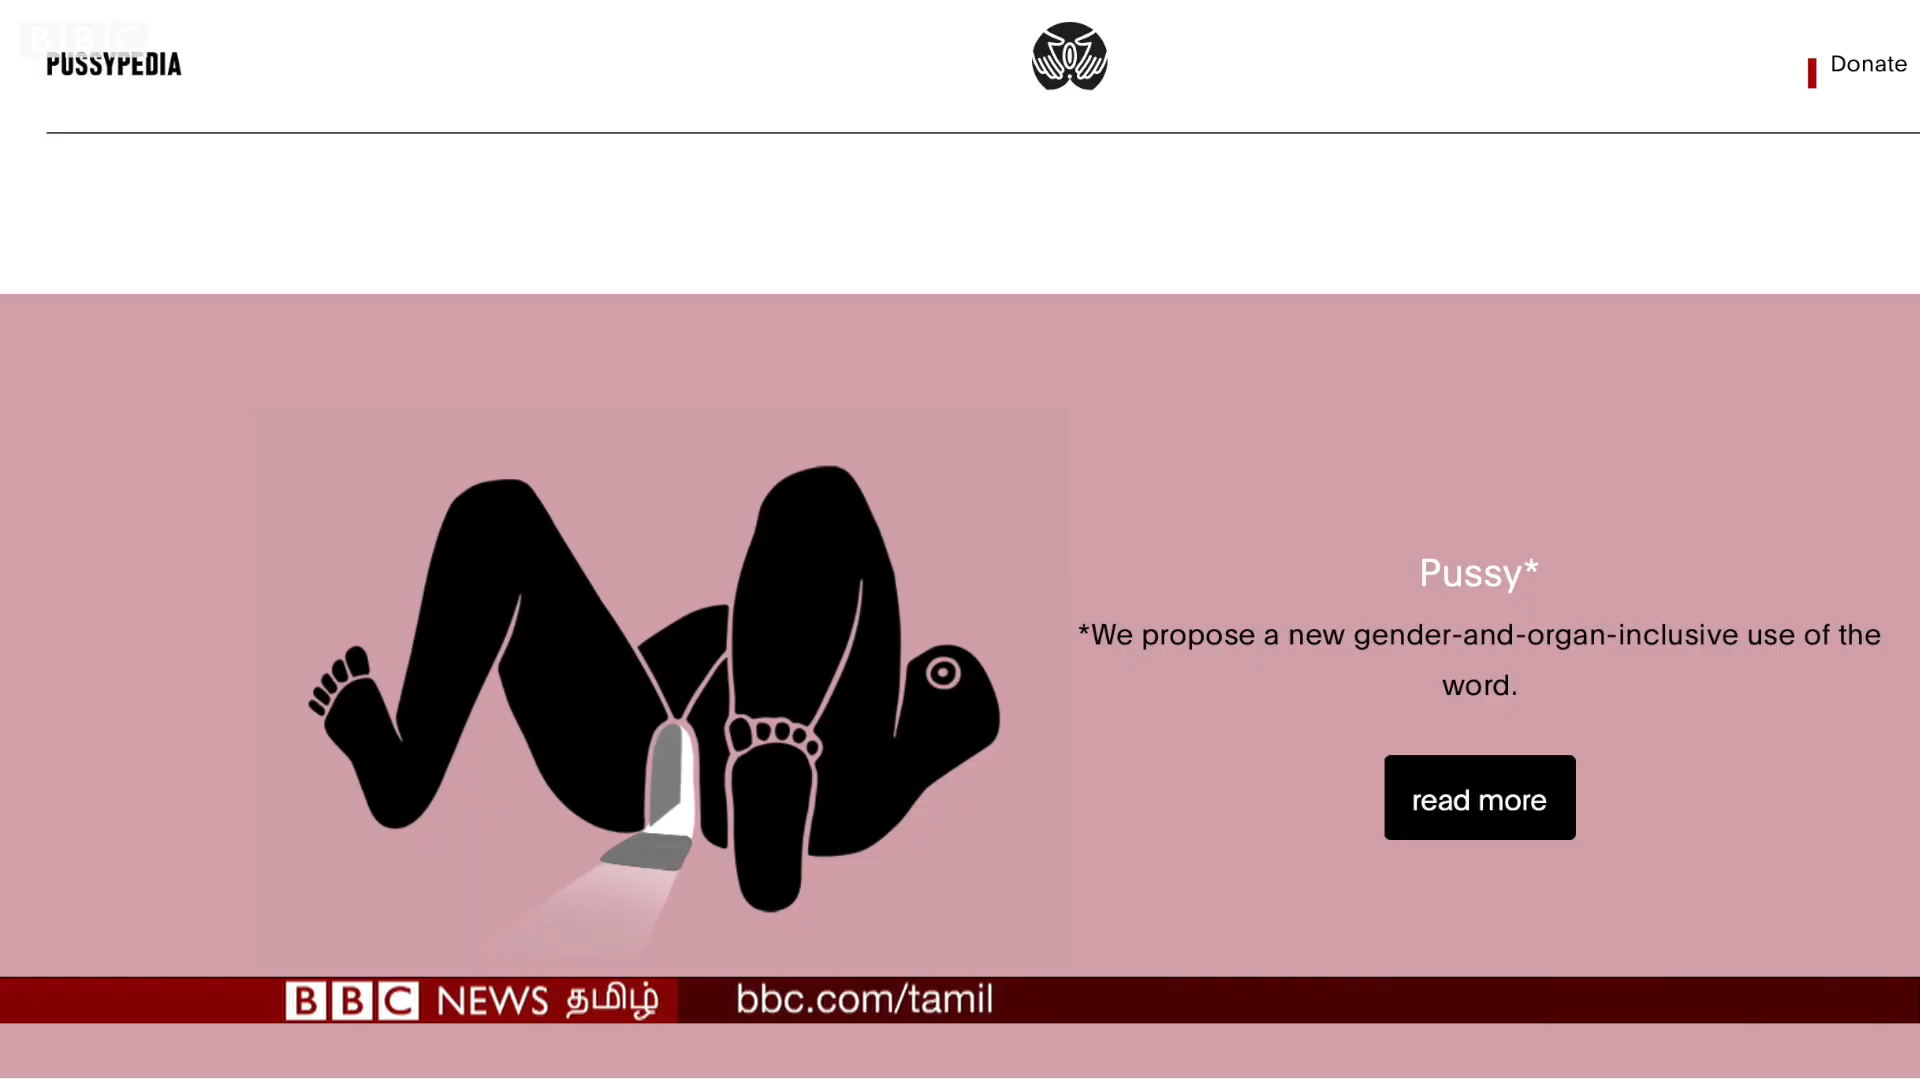 BBC
PUSSYPEDIA
Donate
Pussy*
*We propose a new gender-and-organ-inclusive use of the
word.
read more
BBC NEWS தமிழ்
bbc.com/tamil